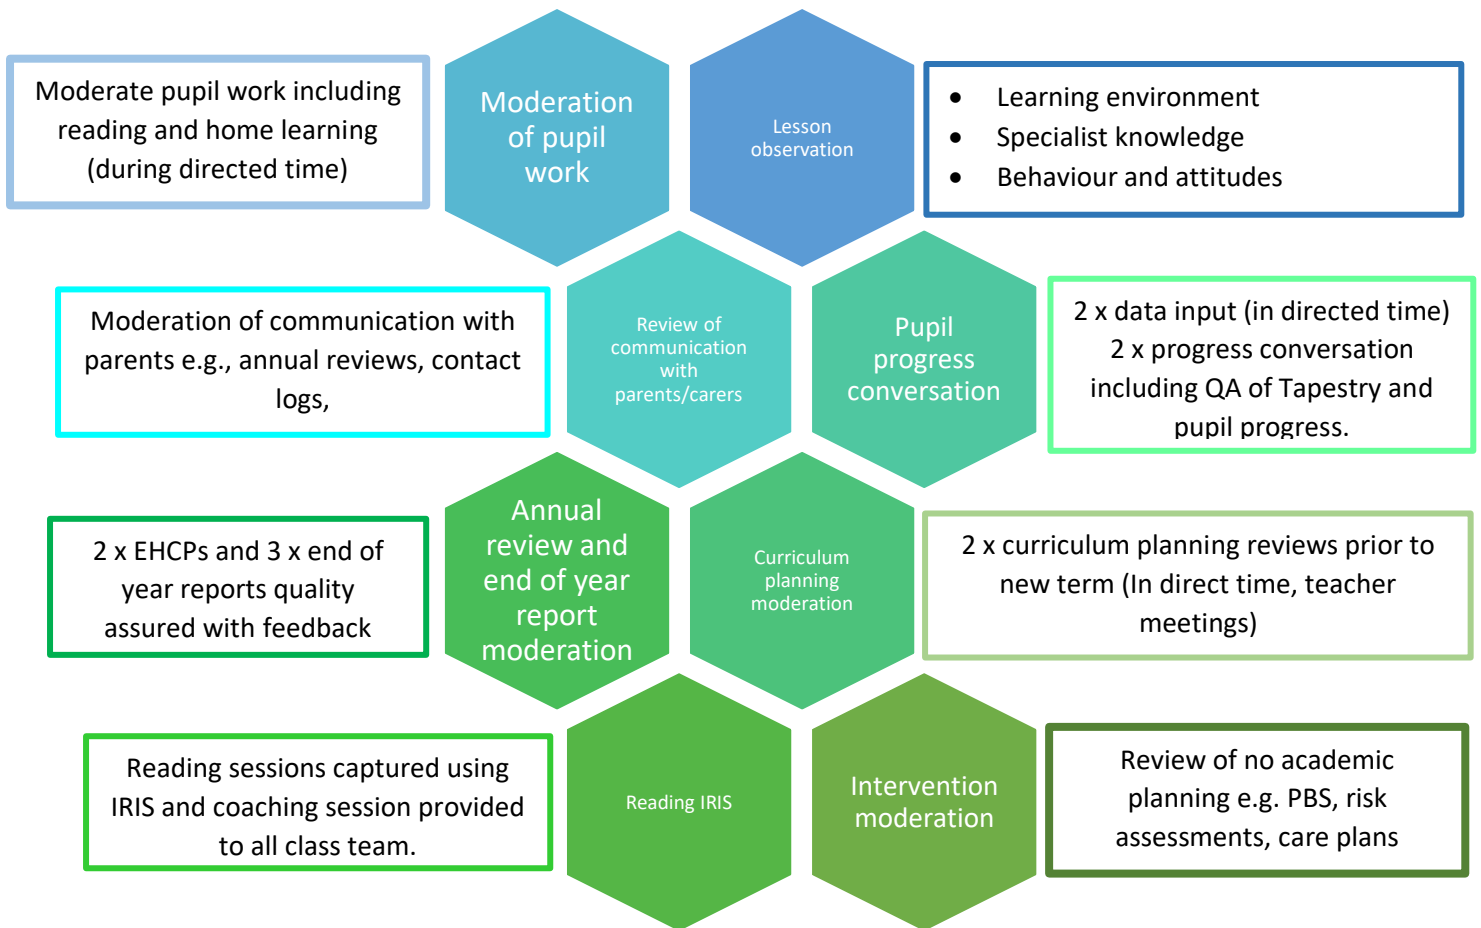 Moderate pupil work including
reading and home learning
(during directed time)
Moderation
of pupil
work
Lesson
observation
• Learning environment
• Specialist knowledge
• Behaviour and attitudes
Moderation of communication with
parents e.g., annual reviews, contact
logs,
Review of
communication
with
parents/carers
Pupil
progress
conversation
2 x data input (in directed time)
2 x progress conversation
including QA of Tapestry and
pupil progress.
2 x EHCPs and 3 x end of
year reports quality
assured with feedback
Annual
review and
end of year
report
moderation
Curriculum
planning
moderation
2 x curriculum planning reviews prior to
new term (In direct time, teacher
meetings)
Reading sessions captured using
IRIS and coaching session provided
to all class team.
Reading IRIS
Intervention
moderation
Review of no academic
planning e.g. PBS, risk
assessments, care plans